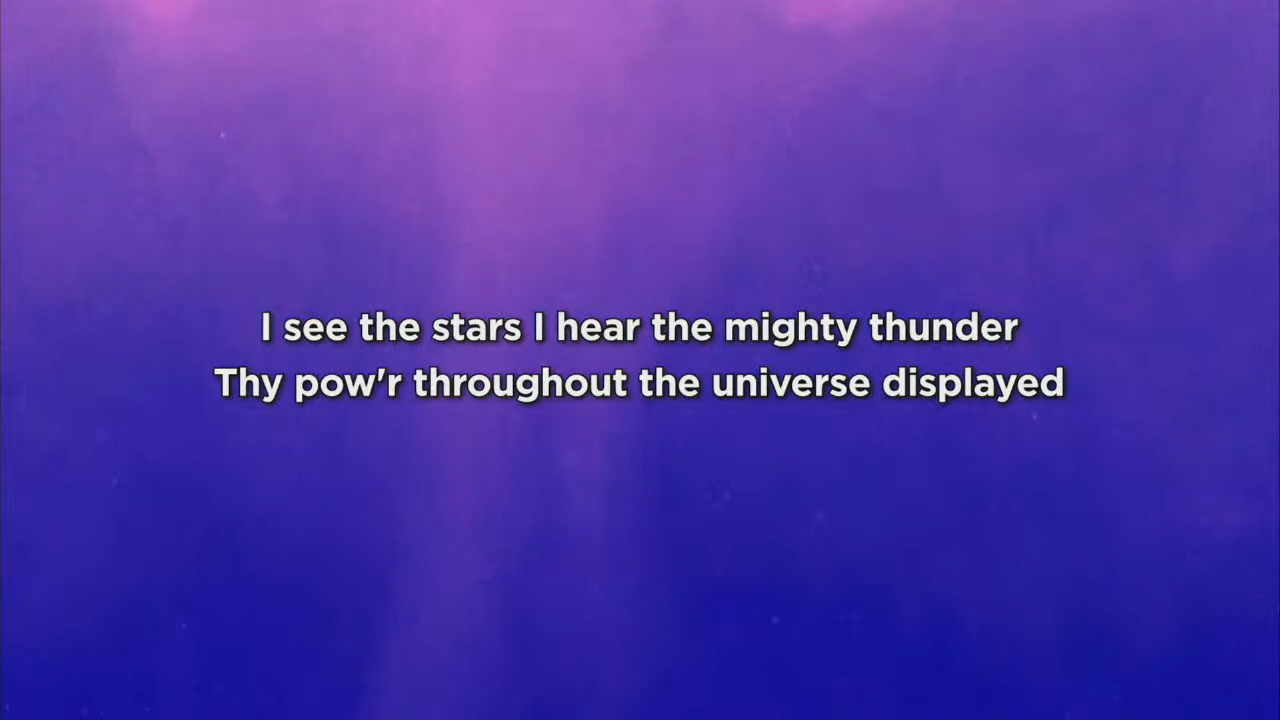 I see the stars I hear the mighty thunder
Thy pow'r throughout the universe displayed